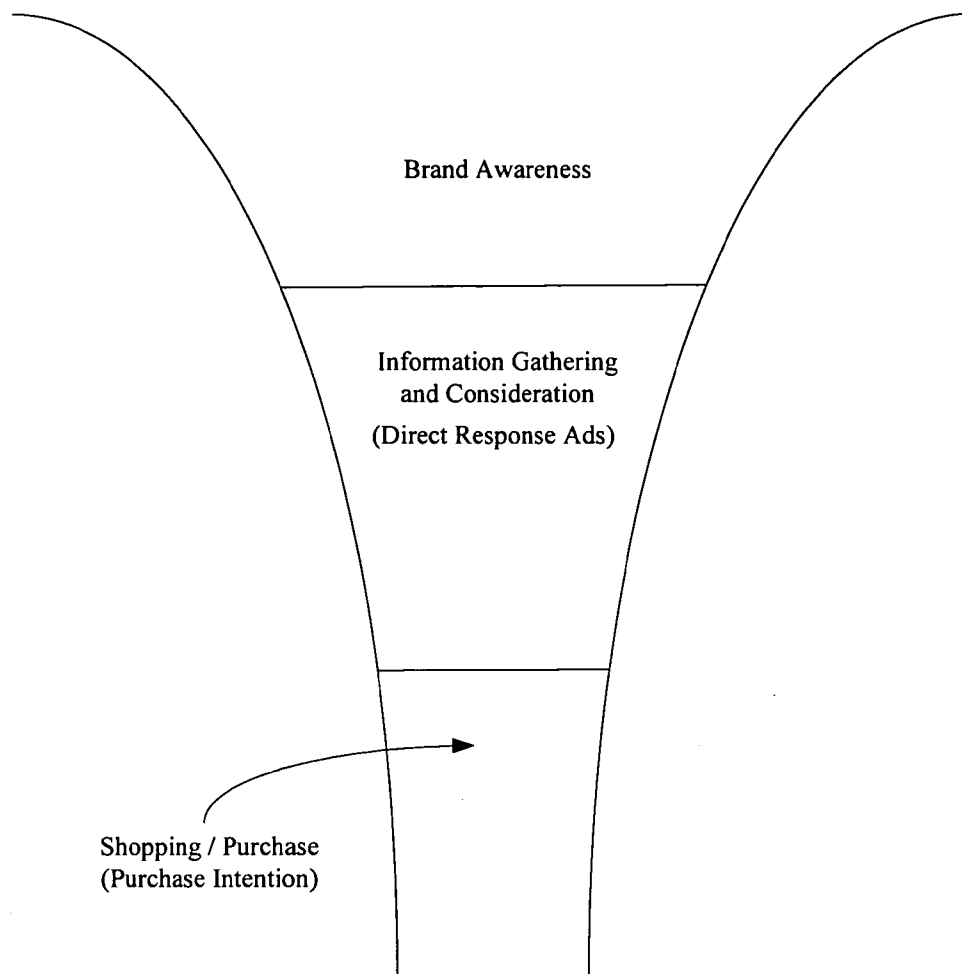 Brand Awareness
Information Gathering
and Consideration
(Direct Response Ads)
Shopping / Purchase
(Purchase Intention)